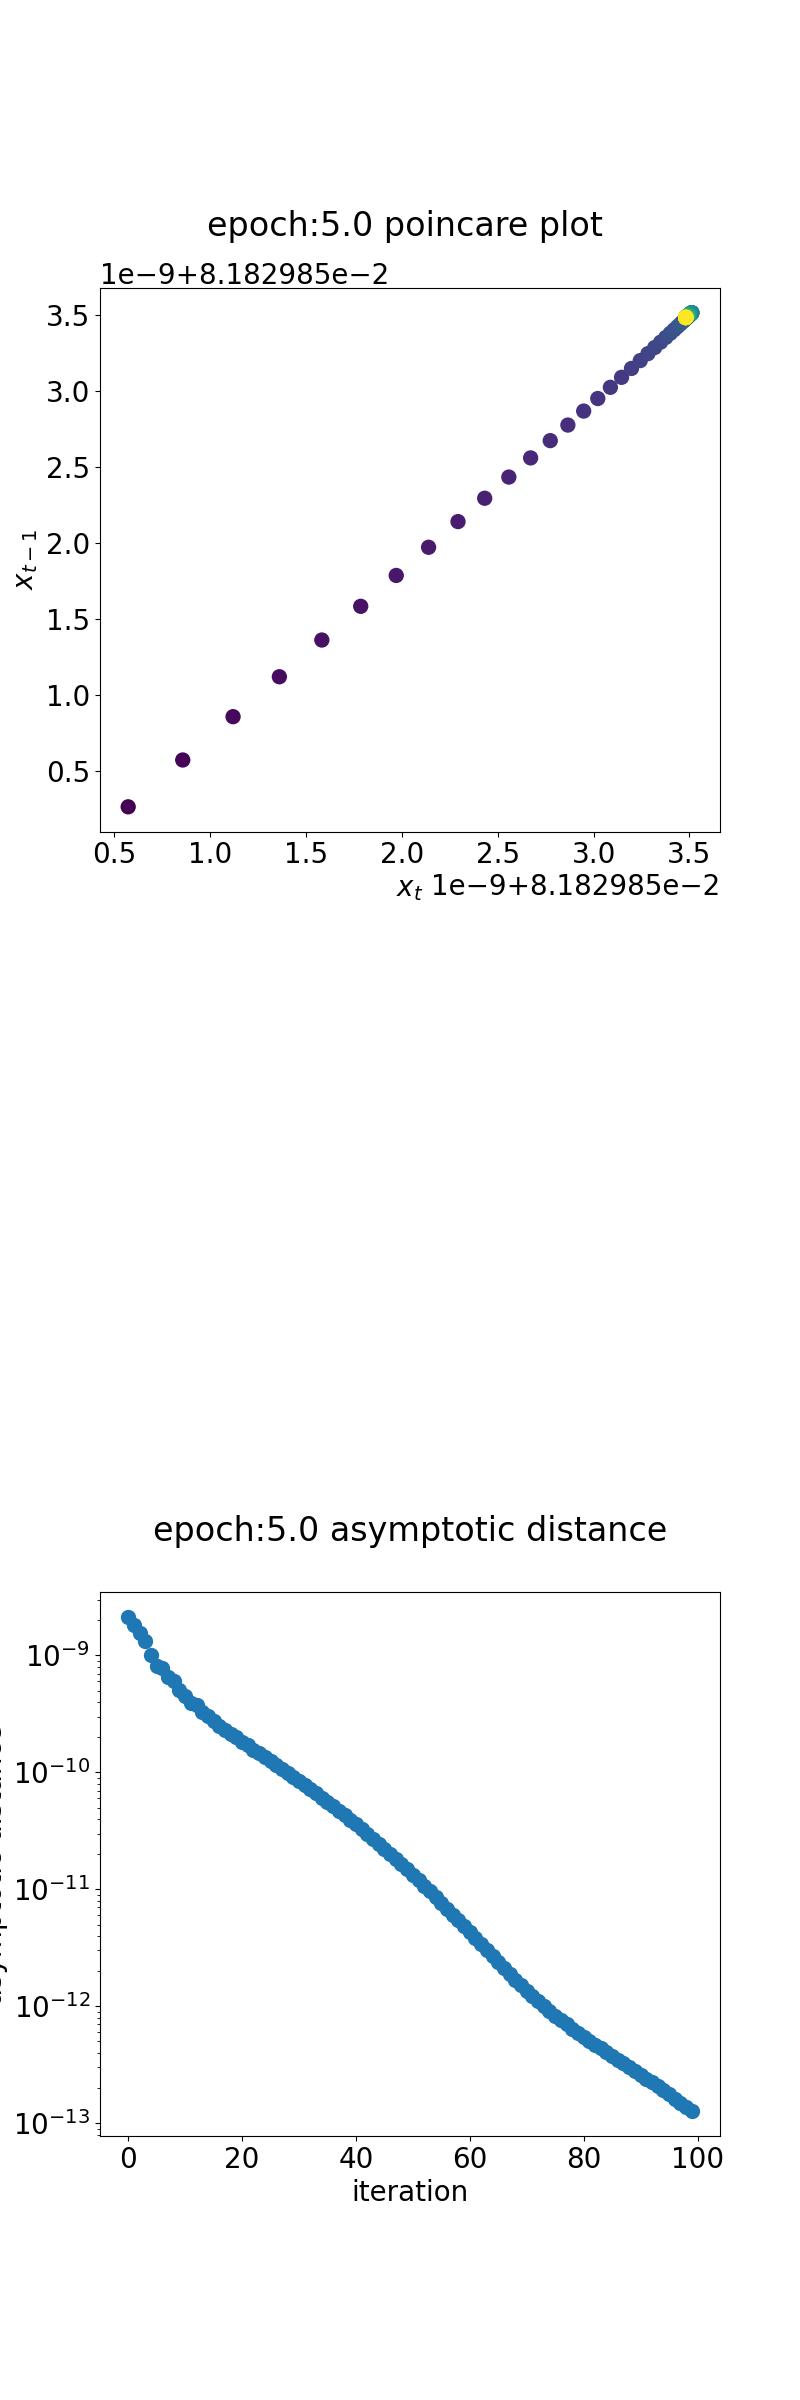 epoch:5.0 poincare plot
1e−9+8.182985e−2
3.5
3.0
2.5
2.0
1.5
1.0
0.5
x_{t−1}
0.5 1.0 1.5 2.0 2.5 3.0 3.5
x_t 1e−9+8.182985e−2
epoch:5.0 asymptotic distance
10⁻⁹
10⁻¹⁰
10⁻¹¹
10⁻¹²
10⁻¹³
0 20 40 60 80 100
iteration